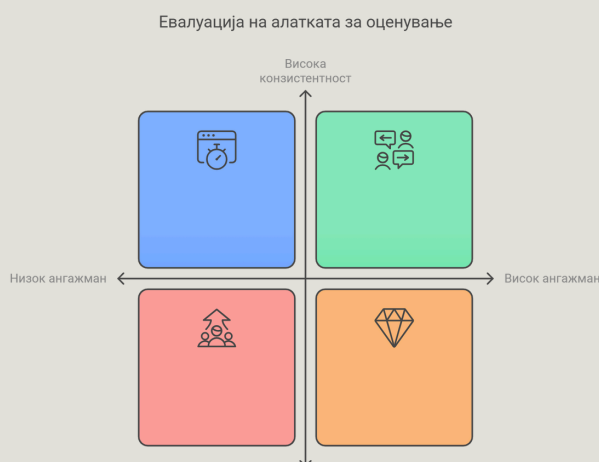 Евалуација на алатката за оценување
Висока
конзистентност
Низок ангажман
Висок ангажман